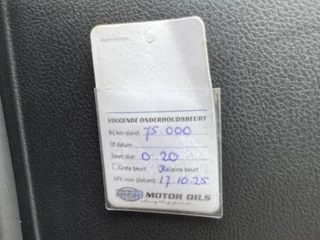 VOLGENDE ONDERHOUDSBEURT
Bij km-stand: 75.000
Of datum:
Soort olie: 0.20
Grote beurt Kleine beurt
APK voor (datum): 17.10.25
MOTOR OILS